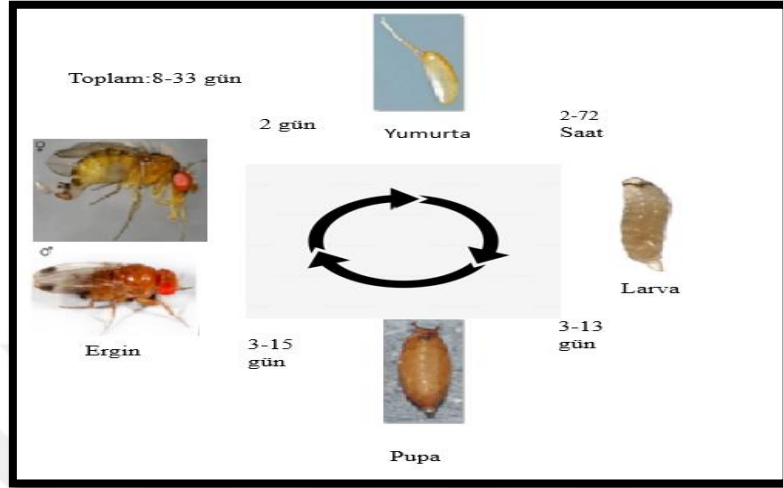 Toplam:8-33 gün
2 gün
Yumurta
2-72
Saat
♀
♂
Larva
Ergin
3-15
gün
3-13
gün
Pupa